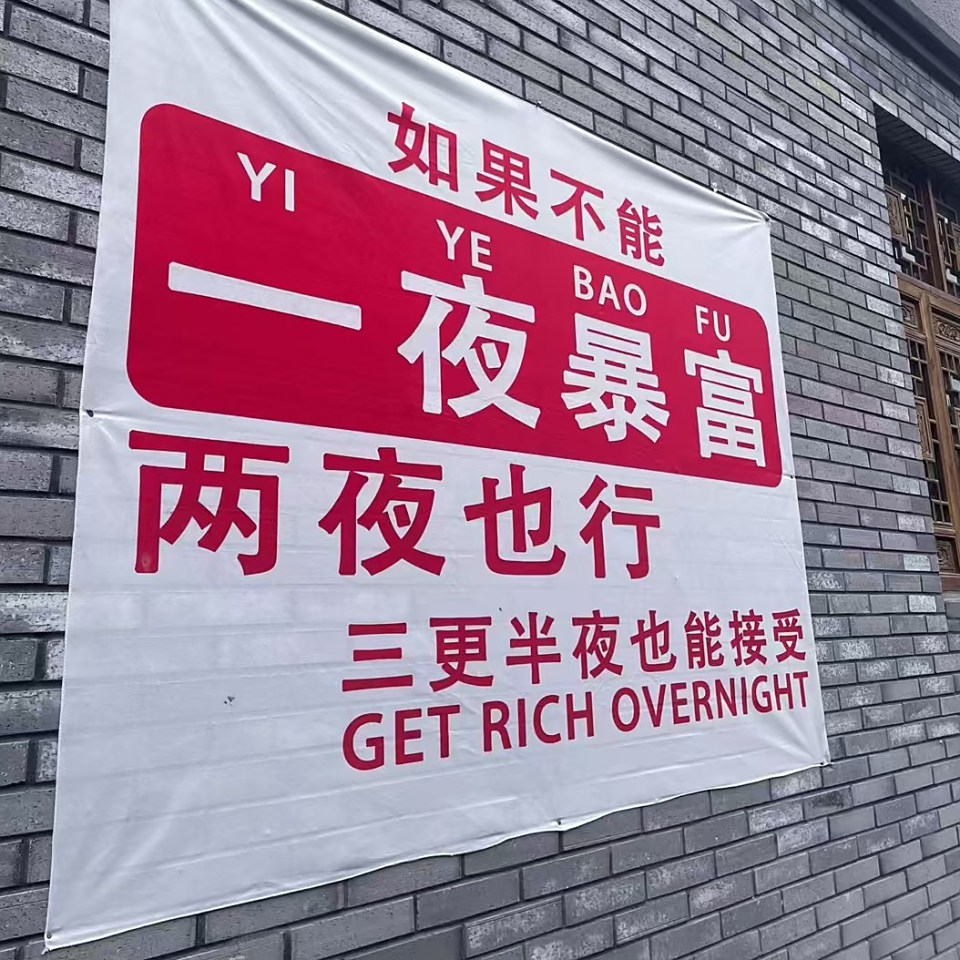 如果不能
YI YE BAO FU
一夜暴富
两夜也行
三更半夜也能接受
GET RICH OVERNIGHT